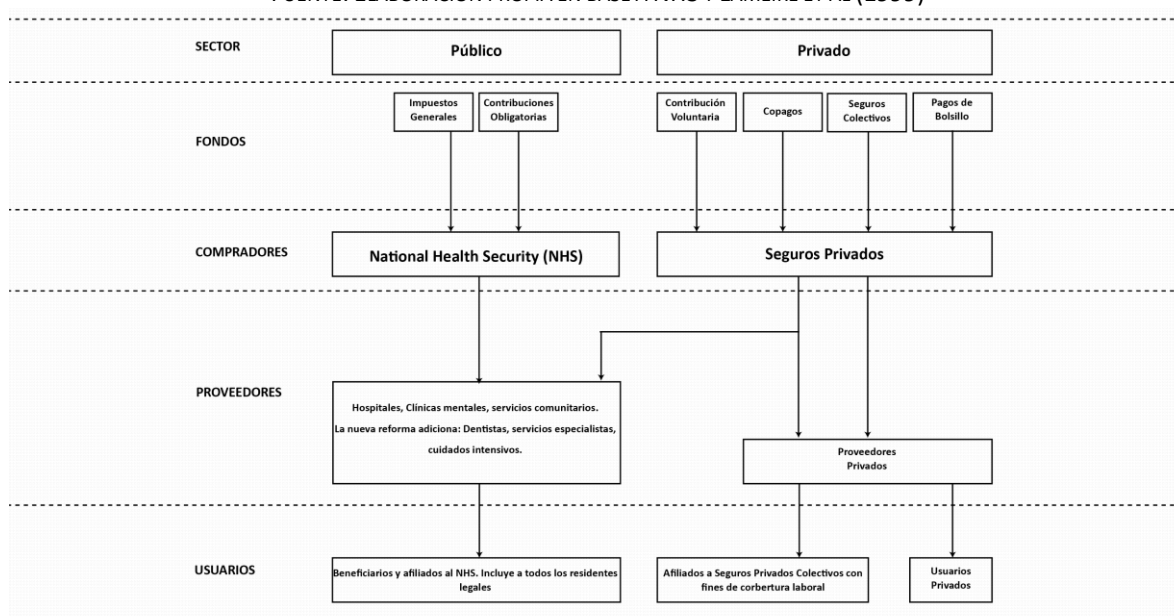 SECTOR
Público
Privado
FONDOS
Impuestos
Generales
Contribuciones
Obligatorias
Contribución
Voluntaria
Copagos
Seguros
Colectivos
Pagos de
Bolsillo
COMPRADORES
National Health Security (NHS)
Seguros Privados
PROVEEDORES
Hospitales, Clínicas mentales, servicios comunitarios.
La nueva reforma adiciona: Dentistas, servicios especialistas,
cuidados intensivos.
Proveedores
Privados
USUARIOS
Beneficiarios y afiliados al NHS. Incluye a todos los residentes
legales
Afiliados a Seguros Privados Colectivos con
fines de corbertura laboral
Usuarios
Privados